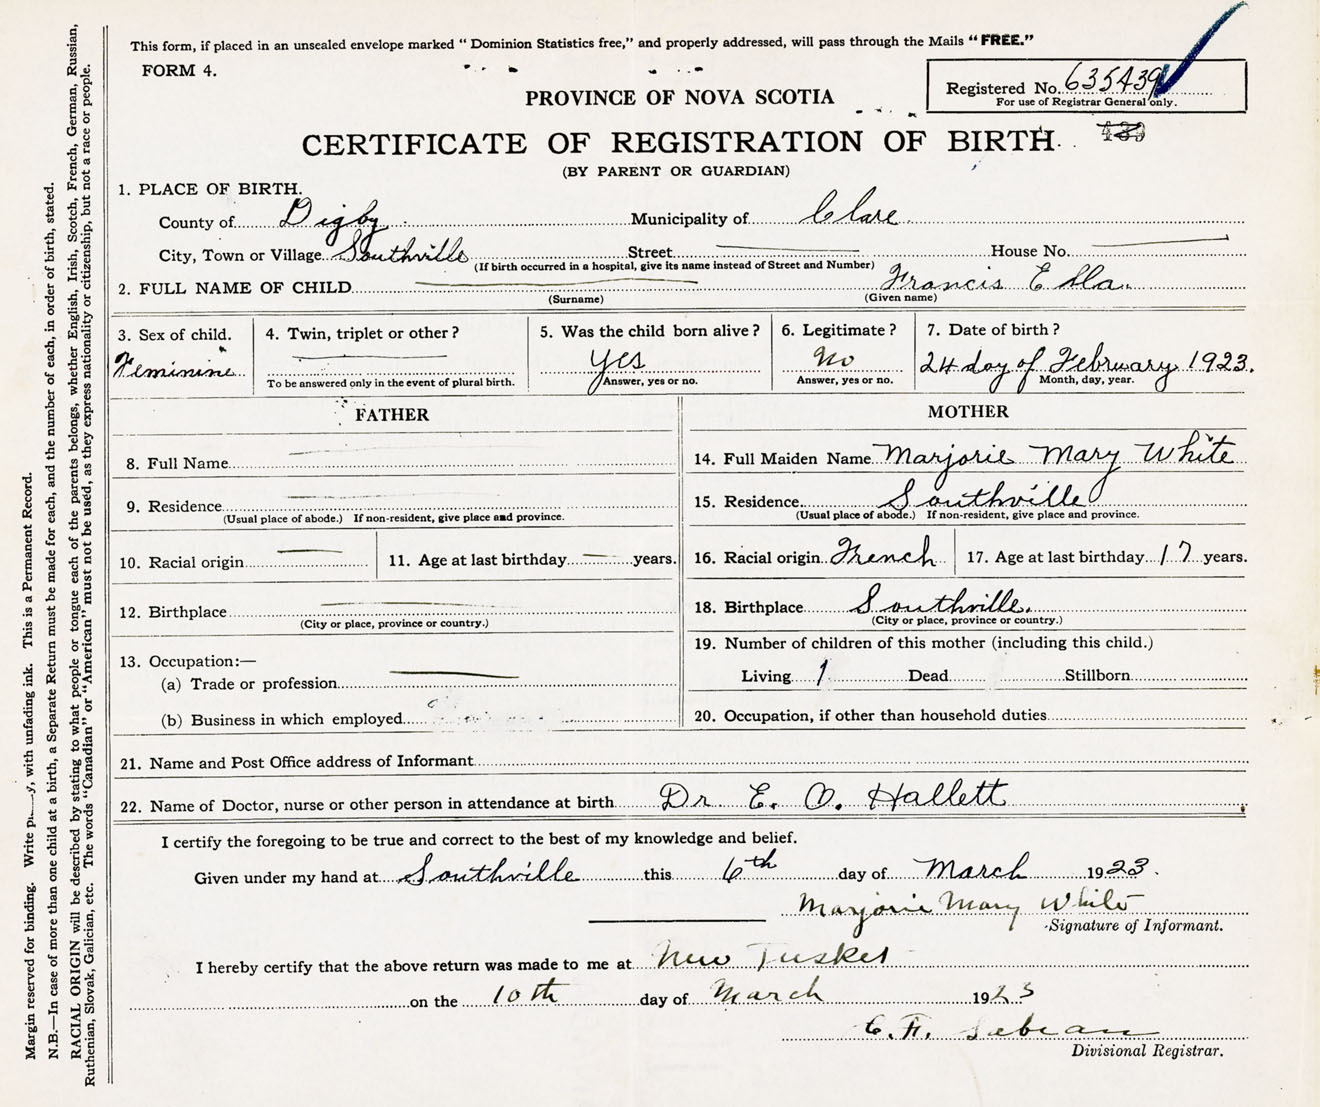 This form, if placed in an unsealed envelope marked “ Dominion Statistics free,” and properly addressed, will pass through the Mails “ FREE.”
FORM 4.
Registered No. 635439
For use of Registrar General only.
PROVINCE OF NOVA SCOTIA
CERTIFICATE OF REGISTRATION OF BIRTH
(BY PARENT OR GUARDIAN)
1. PLACE OF BIRTH.
County of Digby Municipality of Clare
City, Town or Village Southville Street House No.
(If birth occurred in a hospital, give its name instead of Street and Number)
2. FULL NAME OF CHILD Francis Ella
(Surname) (Given name)
3. Sex of child. 4. Twin, triplet or other ? 5. Was the child born alive ? 6. Legitimate ? 7. Date of birth ?
Feminine yes No 24 day of February 1923.
To be answered only in the event of plural birth. Answer, yes or no. Answer, yes or no. Month, day, year.
FATHER
8. Full Name
9. Residence
(Usual place of abode.) If non-resident, give place and province.
10. Racial origin 11. Age at last birthday years.
12. Birthplace
(City or place, province or country.)
13. Occupation:—
(a) Trade or profession
(b) Business in which employed
MOTHER
14. Full Maiden Name Marjorie Mary White
15. Residence Southville
(Usual place of abode.) If non-resident, give place and province.
16. Racial origin French 17. Age at last birthday 17 years.
18. Birthplace Southville.
(City or place, province or country.)
19. Number of children of this mother (including this child.)
Living 1 Dead Stillborn
20. Occupation, if other than household duties
21. Name and Post Office address of Informant
22. Name of Doctor, nurse or other person in attendance at birth Dr. E. O. Hallett
I certify the foregoing to be true and correct to the best of my knowledge and belief.
Given under my hand at Southville this 6th day of March 1923.
Marjorie Mary White
Signature of Informant.
I hereby certify that the above return was made to me at New Tusket
on the 10th day of March 1923
Divisional Registrar.
Margin reserved for binding. Write with unfading ink. This is a Permanent Record.
N.B.—In case of more than one child at a birth, a Separate Return must be made for each, and the number of each, in order of birth, stated.
RACIAL ORIGIN will be described by stating to what people or tongue each of the parents belongs, whether English, Irish, Scotch, French, German, Russian,
Ruthenian, Slovak, Galician, etc. The words “Canadian” or “American” must not be used, as they express nationality or citizenship, but not a race or people.